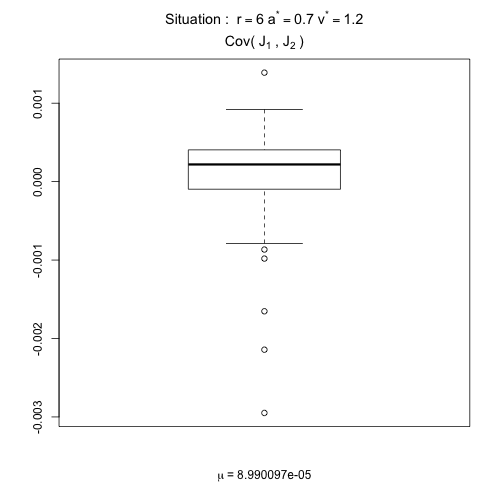 Situation : r = 6 a* = 0.7 v* = 1.2
Cov( J₁ , J₂ )
0.001
0.000
-0.001
-0.002
-0.003
μ = 8.990097e-05